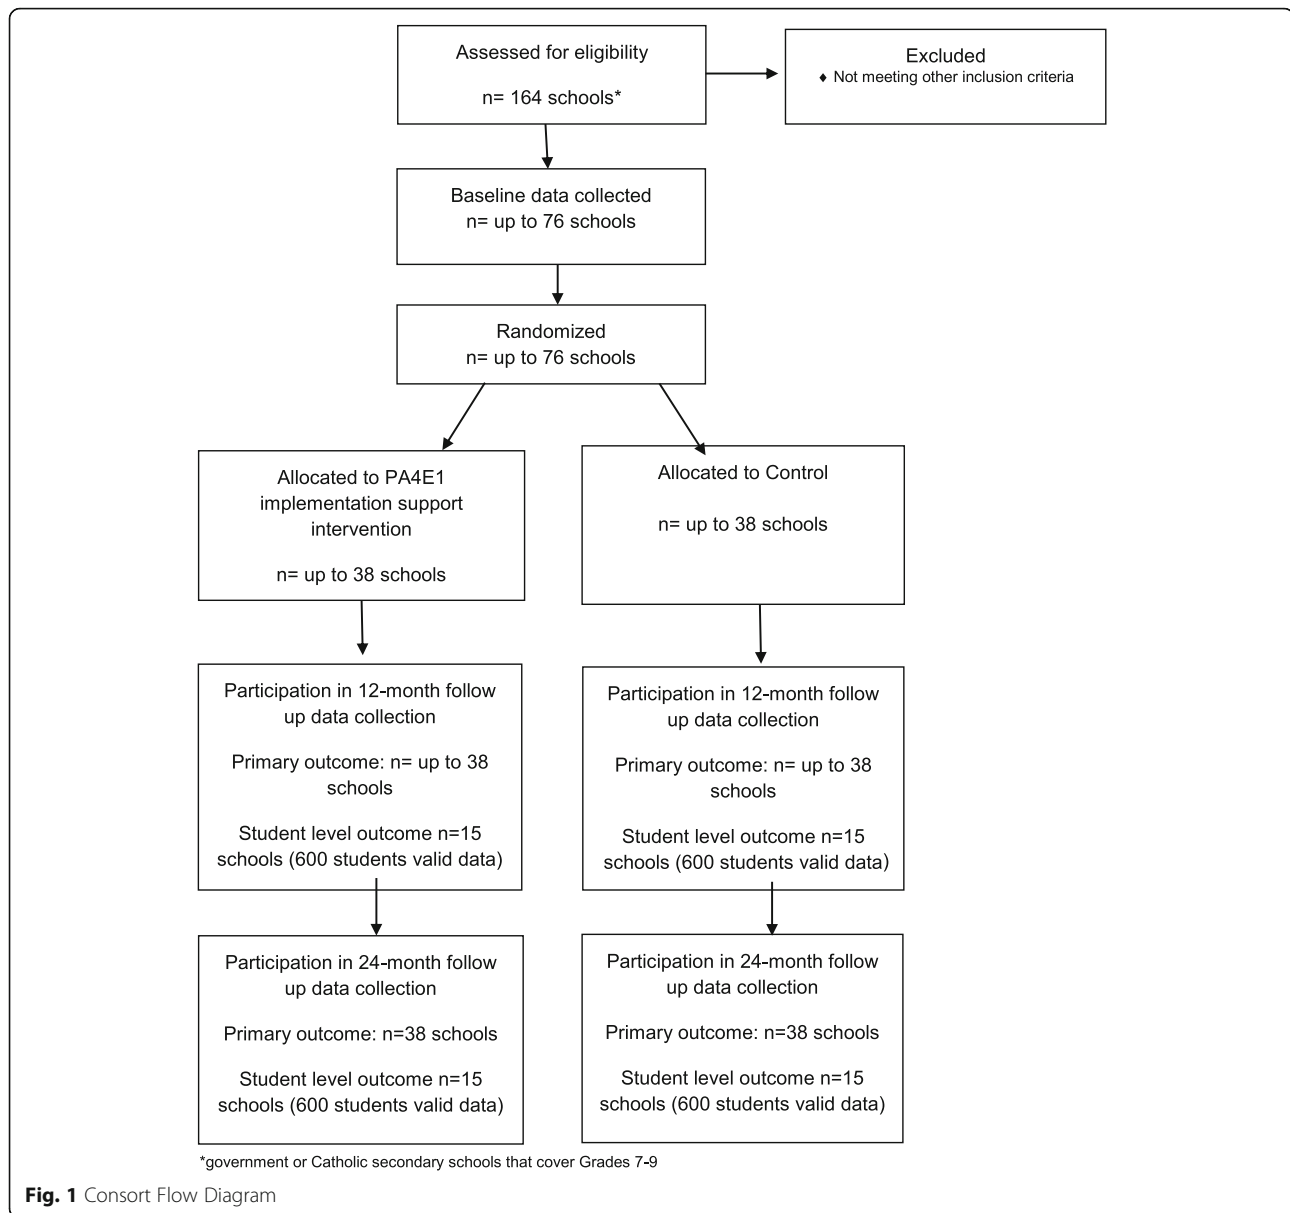 Assessed for eligibility
n= 164 schools*
Excluded
♦ Not meeting other inclusion criteria
Baseline data collected
n= up to 76 schools
Randomized
n= up to 76 schools
Allocated to PA4E1
implementation support
intervention
n= up to 38 schools
Allocated to Control
n= up to 38 schools
Participation in 12-month follow
up data collection
Primary outcome: n= up to 38
schools
Student level outcome n=15
schools (600 students valid data)
Participation in 12-month follow
up data collection
Primary outcome: n= up to 38
schools
Student level outcome n=15
schools (600 students valid data)
Participation in 24-month follow
up data collection
Primary outcome: n=38 schools
Student level outcome n=15
schools (600 students valid data)
Participation in 24-month follow
up data collection
Primary outcome: n=38 schools
Student level outcome n=15
schools (600 students valid data)
*government or Catholic secondary schools that cover Grades 7-9
Fig. 1 Consort Flow Diagram